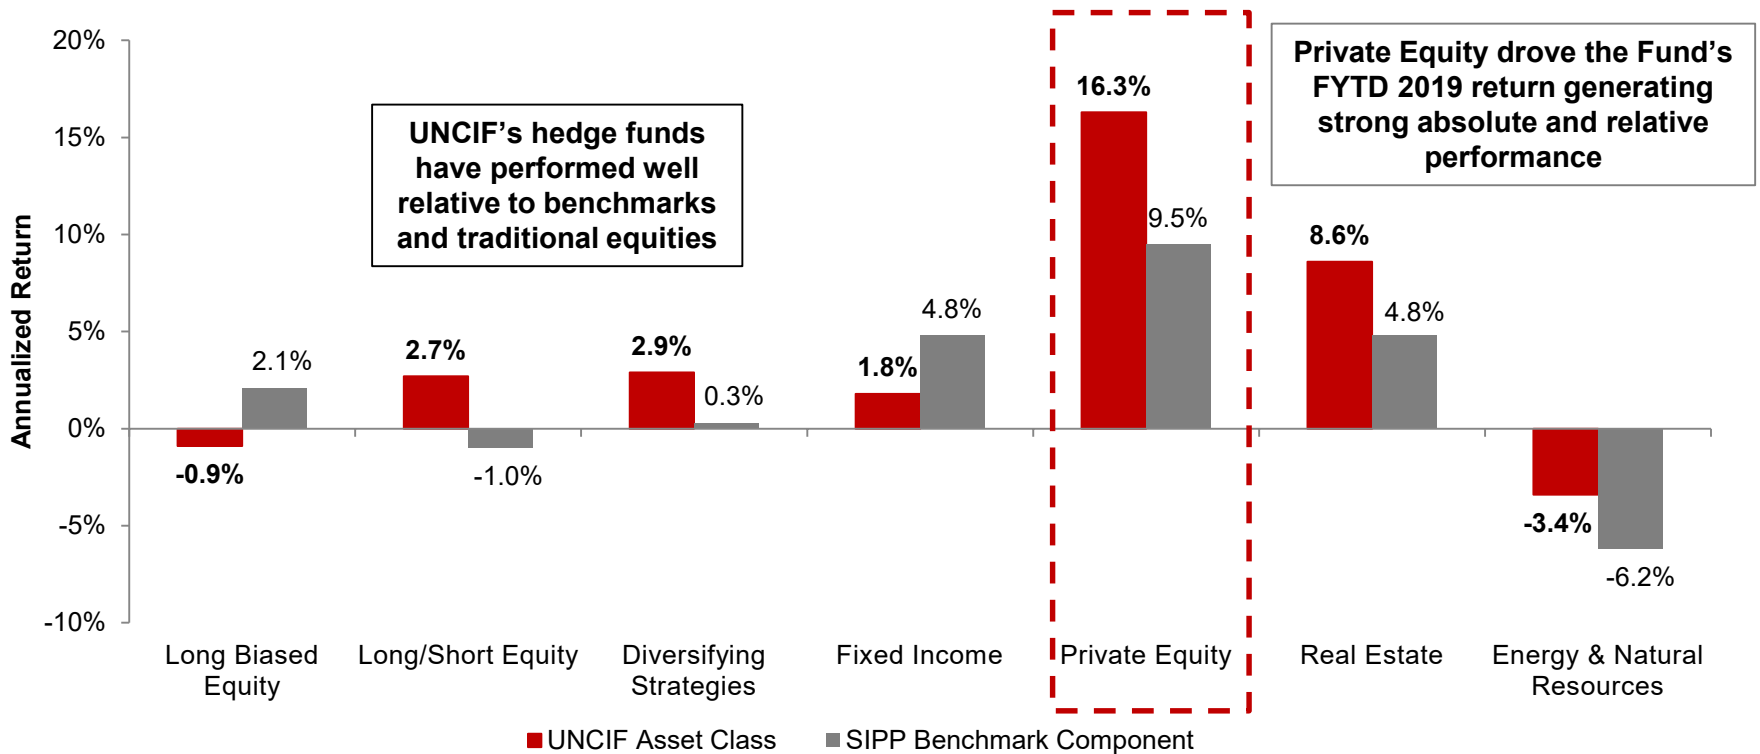 20%
15%
10%
5%
0%
-5%
-10%
Annualized Return
UNCIF's hedge funds
have performed well
relative to benchmarks
and traditional equities
Private Equity drove the Fund's
FYTD 2019 return generating
strong absolute and relative
performance
-0.9%
2.1%
2.7%
-1.0%
2.9%
0.3%
1.8%
4.8%
16.3%
9.5%
8.6%
4.8%
-3.4%
-6.2%
Long Biased
Equity
Long/Short Equity
Diversifying
Strategies
Fixed Income
Private Equity
Real Estate
Energy & Natural
Resources
UNCIF Asset Class
SIPP Benchmark Component